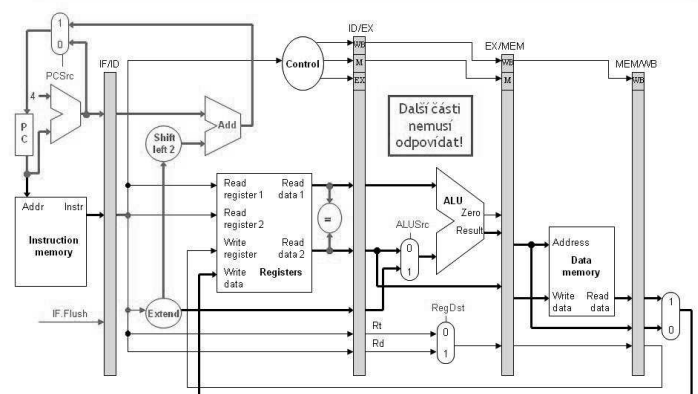 ID/EX
EX/MEM
MEM/WB
IF/ID
1
0
PCSrc
4
PC
Add
Shift
left 2
Control
WB
M
EX
WB
M
WB
Další části
nemusí
odpovídat!
Addr Instr
Instruction
memory
Read
register 1
Read
data 1
Read
register 2
Write
register
Read
data 2
Write
data
Registers
=
ALUSrc
0
1
ALU
Zero
Result
Address
Data
memory
Write
data
Read
data
1
0
IF.Flush
Extend
RegDst
Rt
Rd
0
1